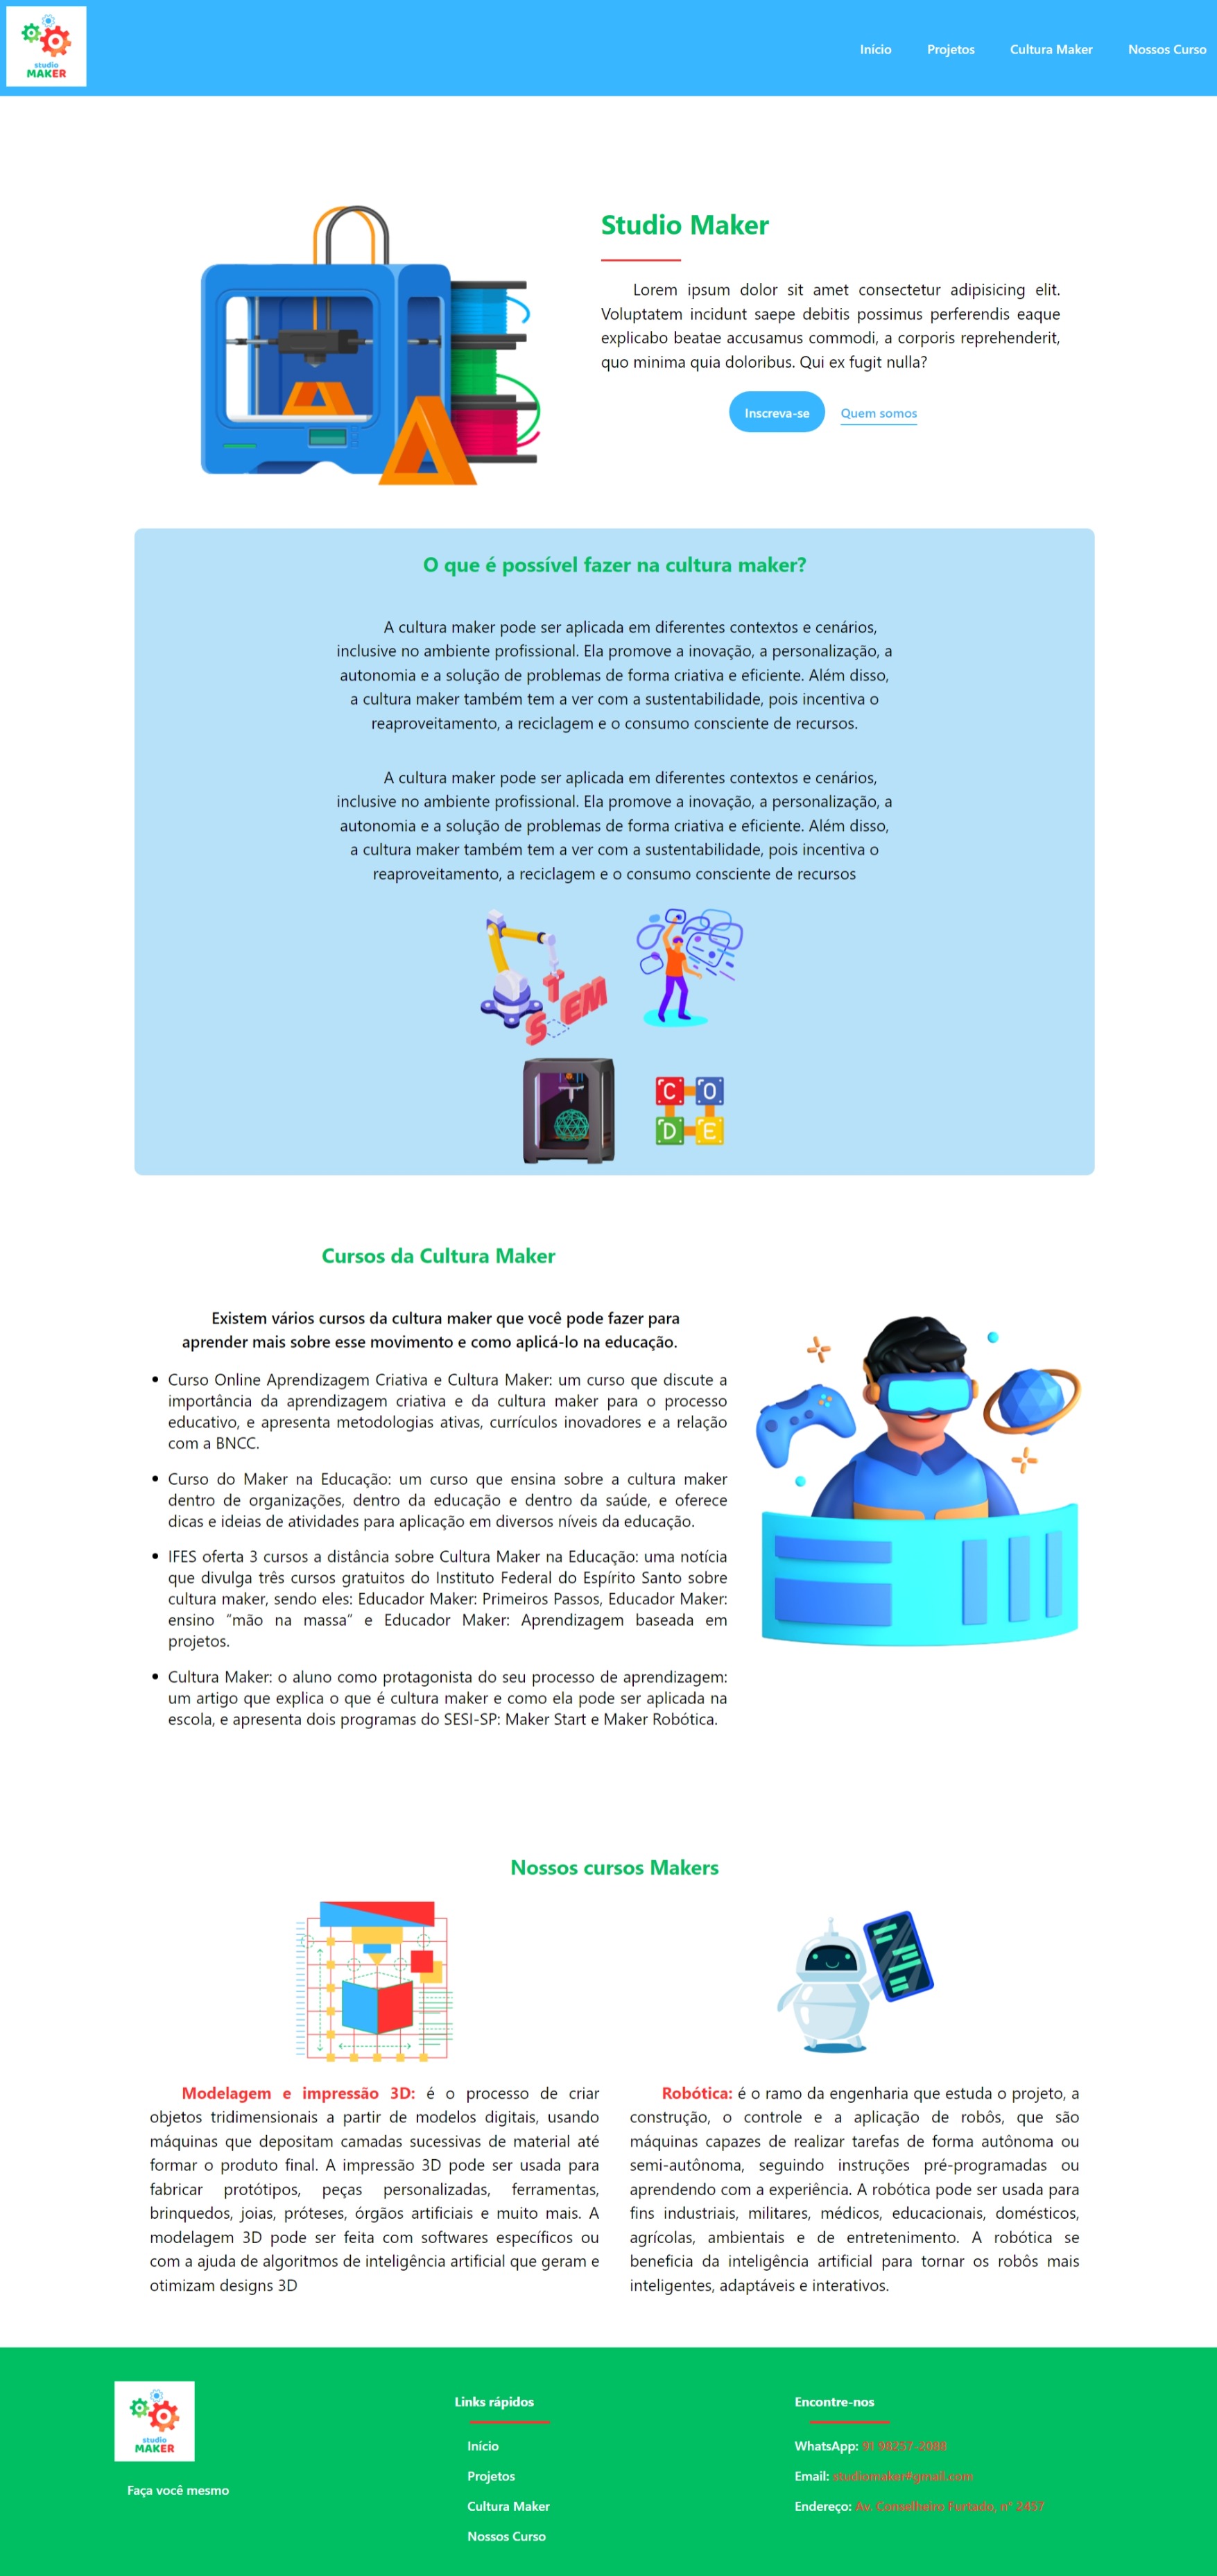 studio
MAKER
Início Projetos Cultura Maker Nossos Curso
Studio Maker
Lorem ipsum dolor sit amet consectetur adipisicing elit.
Voluptatem incidunt saepe debitis possimus perferendis eaque
explicabo beatae accusamus commodi, a corporis reprehenderit,
quo minima quia doloribus. Qui ex fugit nulla?
Inscreva-se Quem somos
O que é possível fazer na cultura maker?
A cultura maker pode ser aplicada em diferentes contextos e cenários,
inclusive no ambiente profissional. Ela promove a inovação, a personalização, a
autonomia e a solução de problemas de forma criativa e eficiente. Além disso,
a cultura maker também tem a ver com a sustentabilidade, pois incentiva o
reaproveitamento, a reciclagem e o consumo consciente de recursos.
A cultura maker pode ser aplicada em diferentes contextos e cenários,
inclusive no ambiente profissional. Ela promove a inovação, a personalização, a
autonomia e a solução de problemas de forma criativa e eficiente. Além disso,
a cultura maker também tem a ver com a sustentabilidade, pois incentiva o
reaproveitamento, a reciclagem e o consumo consciente de recursos
STEM
C O
D E
Cursos da Cultura Maker
Existem vários cursos da cultura maker que você pode fazer para
aprender mais sobre esse movimento e como aplicá-lo na educação.
• Curso Online Aprendizagem Criativa e Cultura Maker: um curso que discute a
importância da aprendizagem criativa e da cultura maker para o processo
educativo, e apresenta metodologias ativas, currículos inovadores e a relação
com a BNCC.
• Curso do Maker na Educação: um curso que ensina sobre a cultura maker
dentro de organizações, dentro da educação e dentro da saúde, e oferece
dicas e ideias de atividades para aplicação em diversos níveis da educação.
• IFES oferta 3 cursos a distância sobre Cultura Maker na Educação: uma notícia
que divulga três cursos gratuitos do Instituto Federal do Espírito Santo sobre
cultura maker, sendo eles: Educador Maker: Primeiros Passos, Educador Maker:
ensino “mão na massa” e Educador Maker: Aprendizagem baseada em
projetos.
• Cultura Maker: o aluno como protagonista do seu processo de aprendizagem:
um artigo que explica o que é cultura maker e como ela pode ser aplicada na
escola, e apresenta dois programas do SESI-SP: Maker Start e Maker Robótica.
Nossos cursos Makers
Modelagem e impressão 3D: é o processo de criar
objetos tridimensionais a partir de modelos digitais, usando
máquinas que depositam camadas sucessivas de material até
formar o produto final. A impressão 3D pode ser usada para
fabricar protótipos, peças personalizadas, ferramentas,
brinquedos, joias, próteses, órgãos artificiais e muito mais. A
modelagem 3D pode ser feita com softwares específicos ou
com a ajuda de algoritmos de inteligência artificial que geram e
otimizam designs 3D
Robótica: é o ramo da engenharia que estuda o projeto, a
construção, o controle e a aplicação de robôs, que são
máquinas capazes de realizar tarefas de forma autônoma ou
semi-autônoma, seguindo instruções pré-programadas ou
aprendendo com a experiência. A robótica pode ser usada para
fins industriais, militares, médicos, educacionais, domésticos,
agrícolas, ambientais e de entretenimento. A robótica se
beneficia da inteligência artificial para tornar os robôs mais
inteligentes, adaptáveis e interativos.
studio
MAKER
Faça você mesmo
Links rápidos
Início
Projetos
Cultura Maker
Nossos Curso
Encontre-nos
WhatsApp: 91 98257-2088
Email: studiomaker#gmail.com
Endereço: Av. Conselheiro Furtado, n° 2457